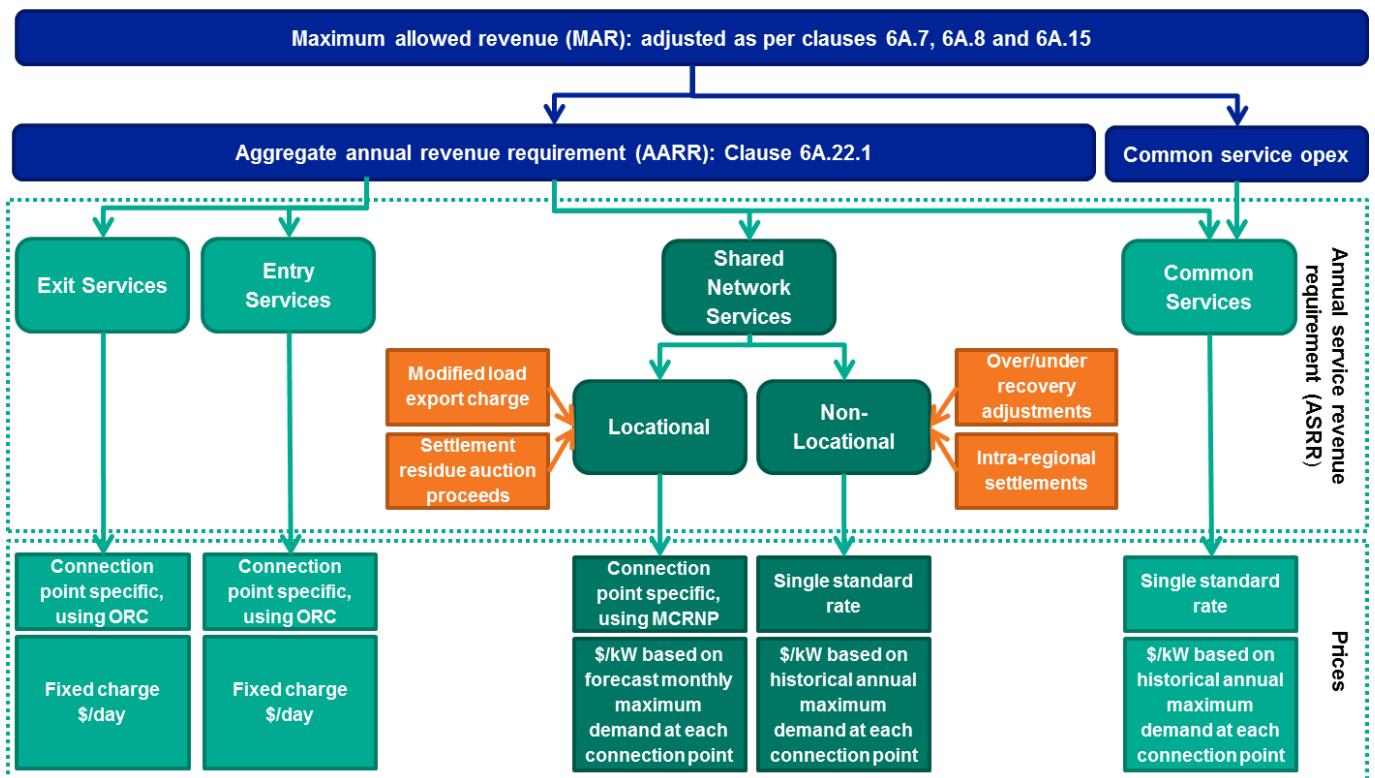 Maximum allowed revenue (MAR): adjusted as per clauses 6A.7, 6A.8 and 6A.15
Aggregate annual revenue requirement (AARR): Clause 6A.22.1
Common service opex
Exit Services
Entry
Services
Shared
Network
Services
Common
Services
Annual service revenue
requirement (ASRR)
Modified load
export charge
Settlement
residue auction
proceeds
Locational
Non-
Locational
Over/under
recovery
adjustments
Intra-regional
settlements
Connection
point specific,
using ORC
Connection
point specific,
using ORC
Connection
point specific,
using MCRNP
Single standard
rate
Single standard
rate
Prices
Fixed charge
$/day
Fixed charge
$/day
$/kW based on
forecast monthly
maximum
demand at each
connection point
$/kW based on
historical annual
maximum
demand at each
connection point
$/kW based on
historical annual
maximum
demand at each
connection point